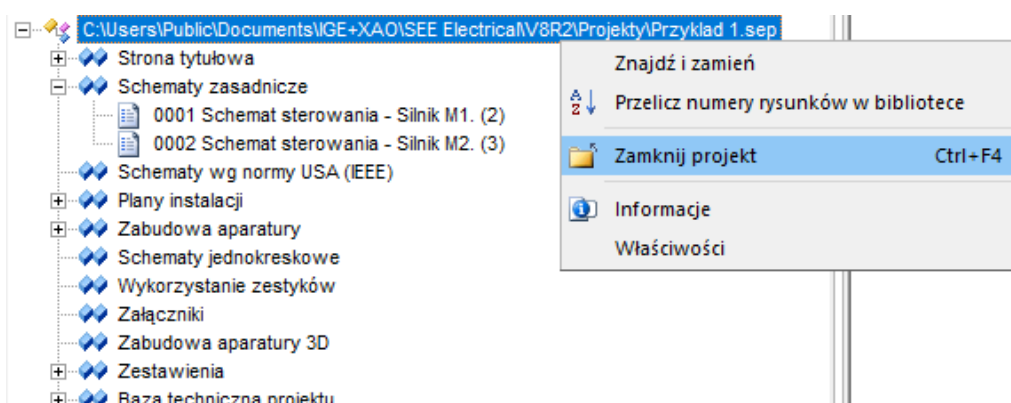 C:\Users\Public\Documents\IGE+XAO\SEE Electrical\V8R2\Projekty\Przyklad 1.sep
Strona tytułowa
Schematy zasadnicze
0001 Schemat sterowania - Silnik M1. (2)
0002 Schemat sterowania - Silnik M2. (3)
Schematy wg normy USA (IEEE)
Plany instalacji
Zabudowa aparatury
Schematy jednokreskowe
Wykorzystanie zestyków
Załączniki
Zabudowa aparatury 3D
Zestawienia
Baza techniczna projektu
Znajdź i zamień
Przelicz numery rysunków w bibliotece
Zamknij projekt Ctrl+F4
Informacje
Właściwości